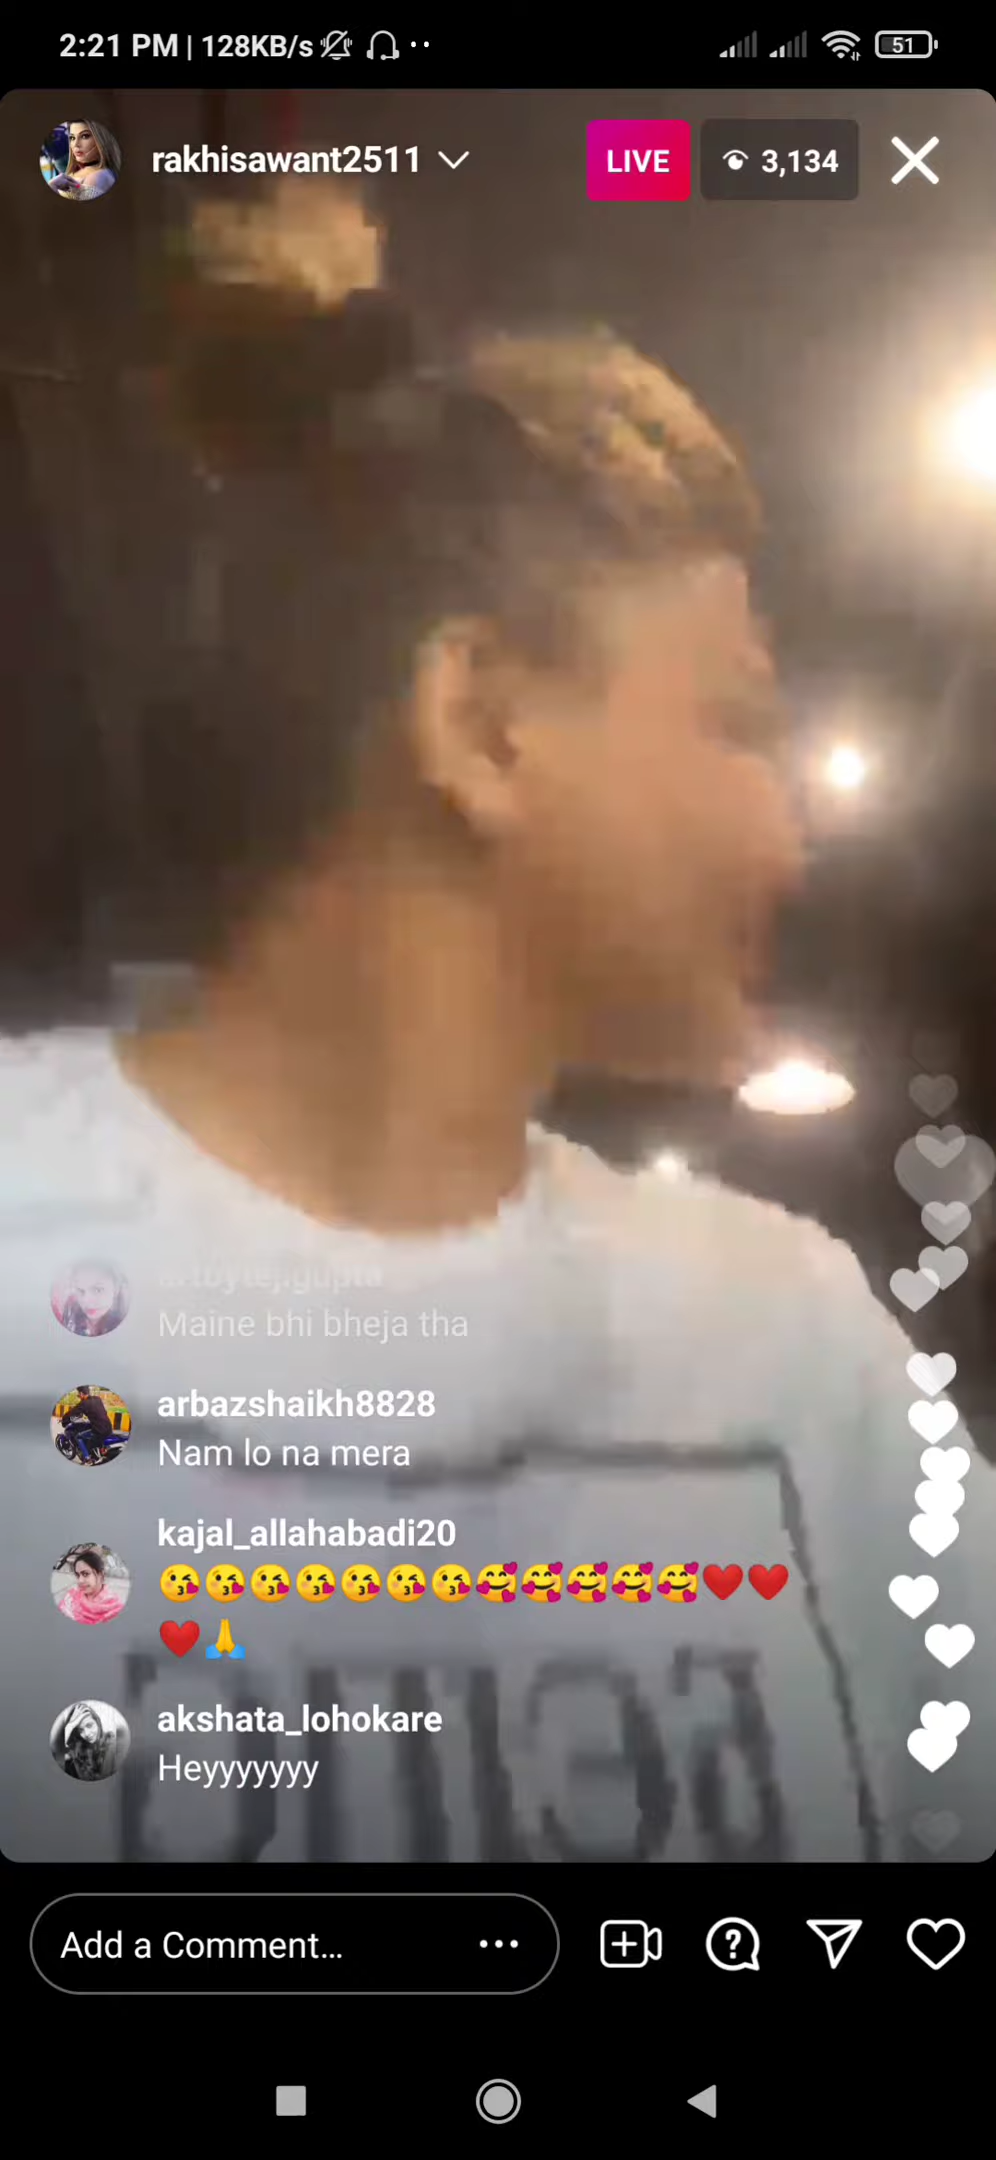 2:21 PM | 128KB/s
51
rakhisawant2511
LIVE
3,134
artbytejigupta
Maine bhi bheja tha
arbazshaikh8828
Nam lo na mera
kajal_allahabadi20
😘😘😘😘😘😘😘🥰🥰🥰🥰🥰❤️❤️
❤️🙏
akshata_lohokare
Heyyyyyyy
Add a Comment...